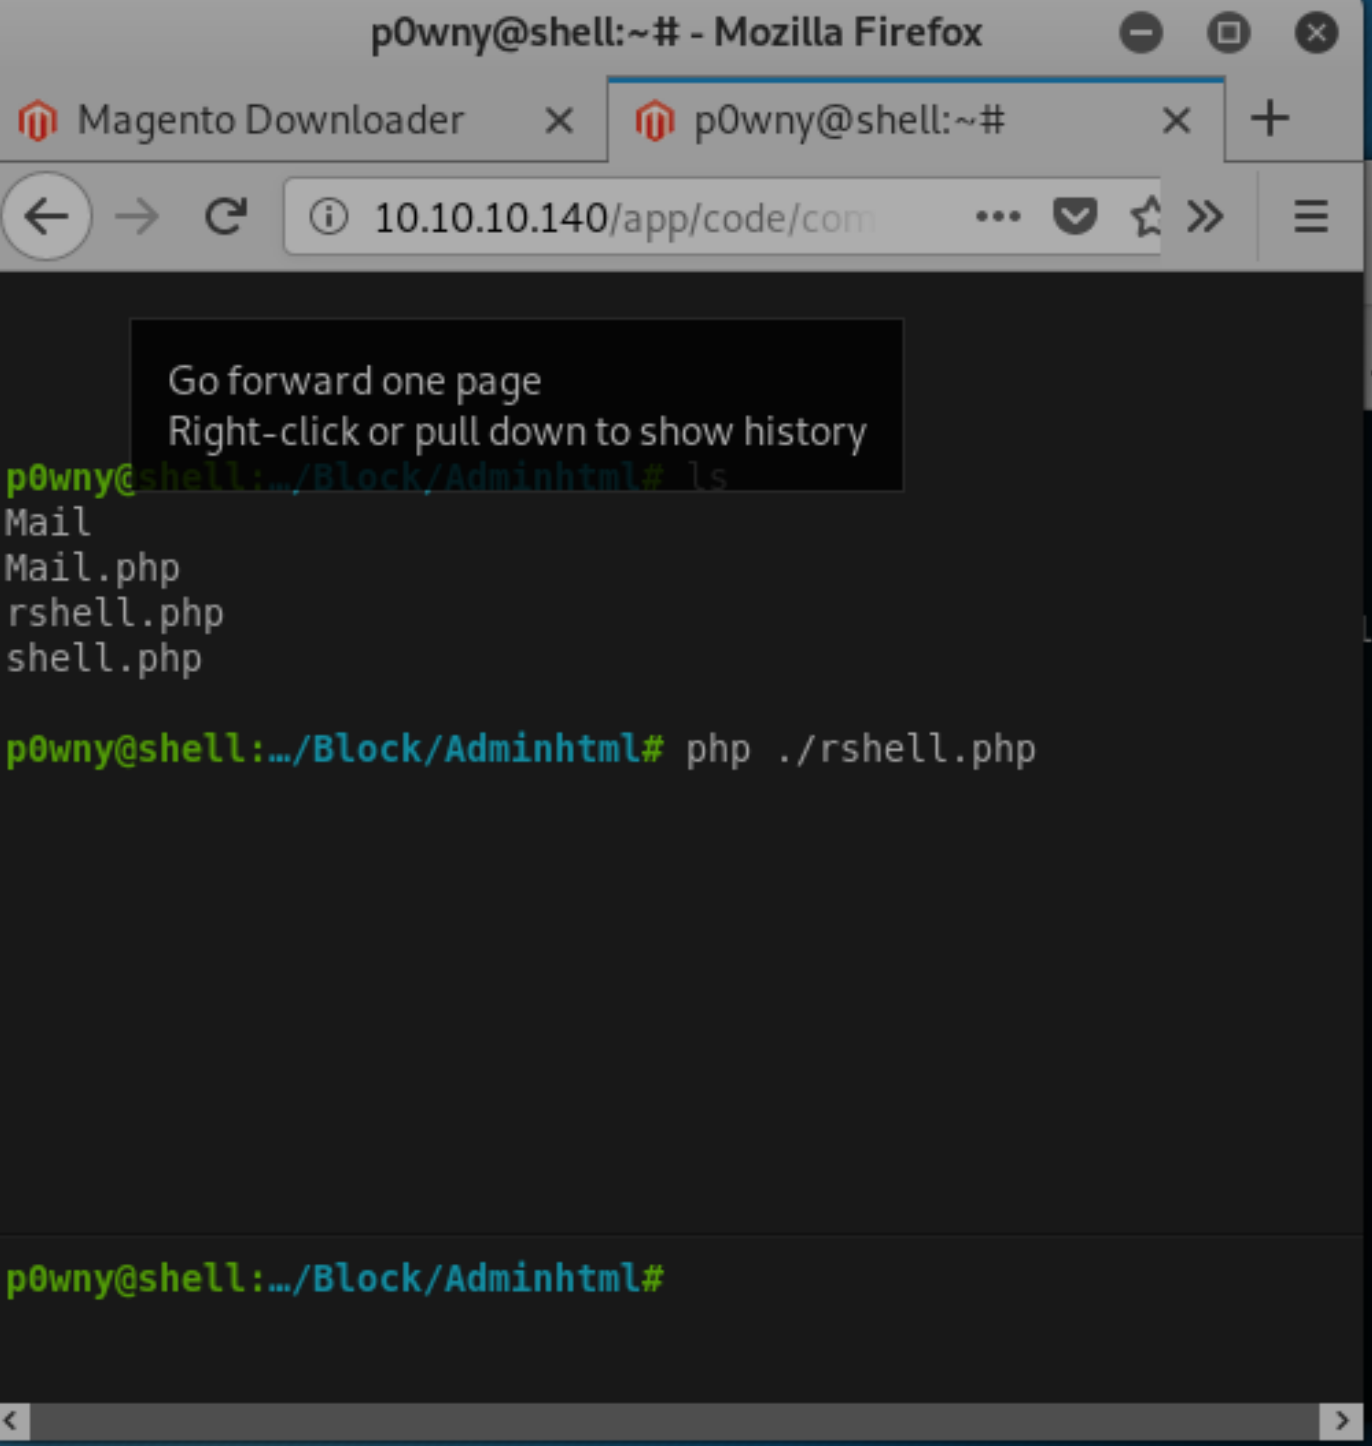 p0wny@shell:~# - Mozilla Firefox
Magento Downloader
p0wny@shell:~#
10.10.10.140/app/code/com
Go forward one page
Right-click or pull down to show history
p0wny@shell:…/Block/Adminhtml# ls
Mail
Mail.php
rshell.php
shell.php
p0wny@shell:…/Block/Adminhtml# php ./rshell.php
p0wny@shell:…/Block/Adminhtml#